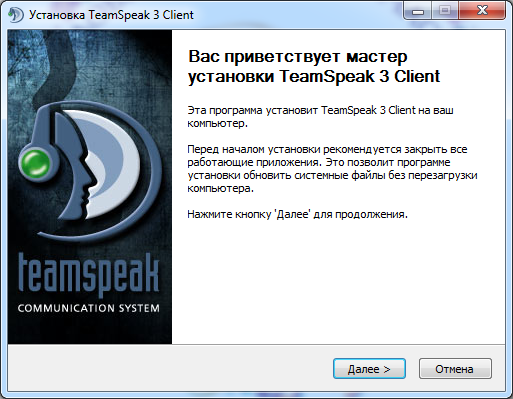 Установка TeamSpeak 3 Client
Вас приветствует мастер
установки TeamSpeak 3 Client
Эта программа установит TeamSpeak 3 Client на ваш
компьютер.
Перед началом установки рекомендуется закрыть все
работающие приложения. Это позволит программе
установки обновить системные файлы без перезагрузки
компьютера.
Нажмите кнопку 'Далее' для продолжения.
teamspeak
COMMUNICATION SYSTEM
Далее >
Отмена